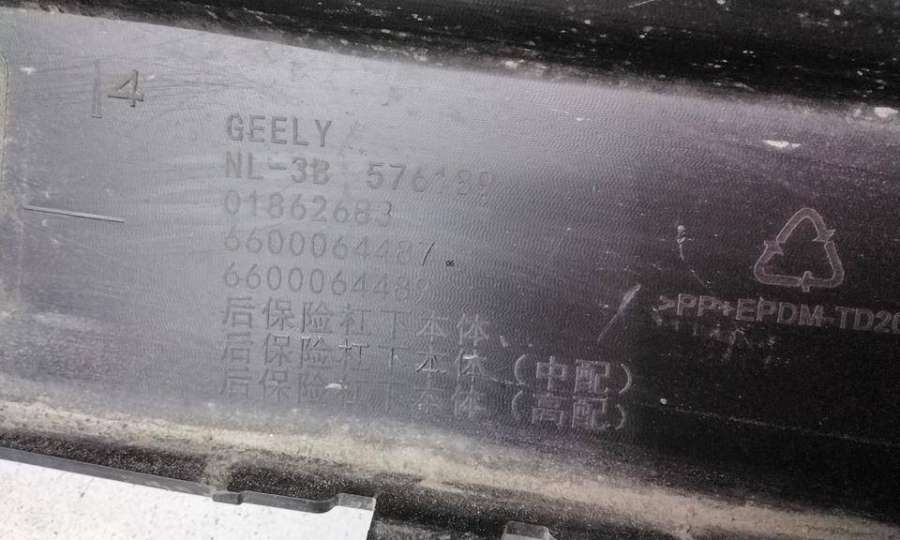 14
GEELY
NL-3B 576189
01862683
6600064487
6600064489
后保险杠下本体
后保险杠下本体（中配）
后保险杠下本体（高配）
>PP+EPDM-TD20